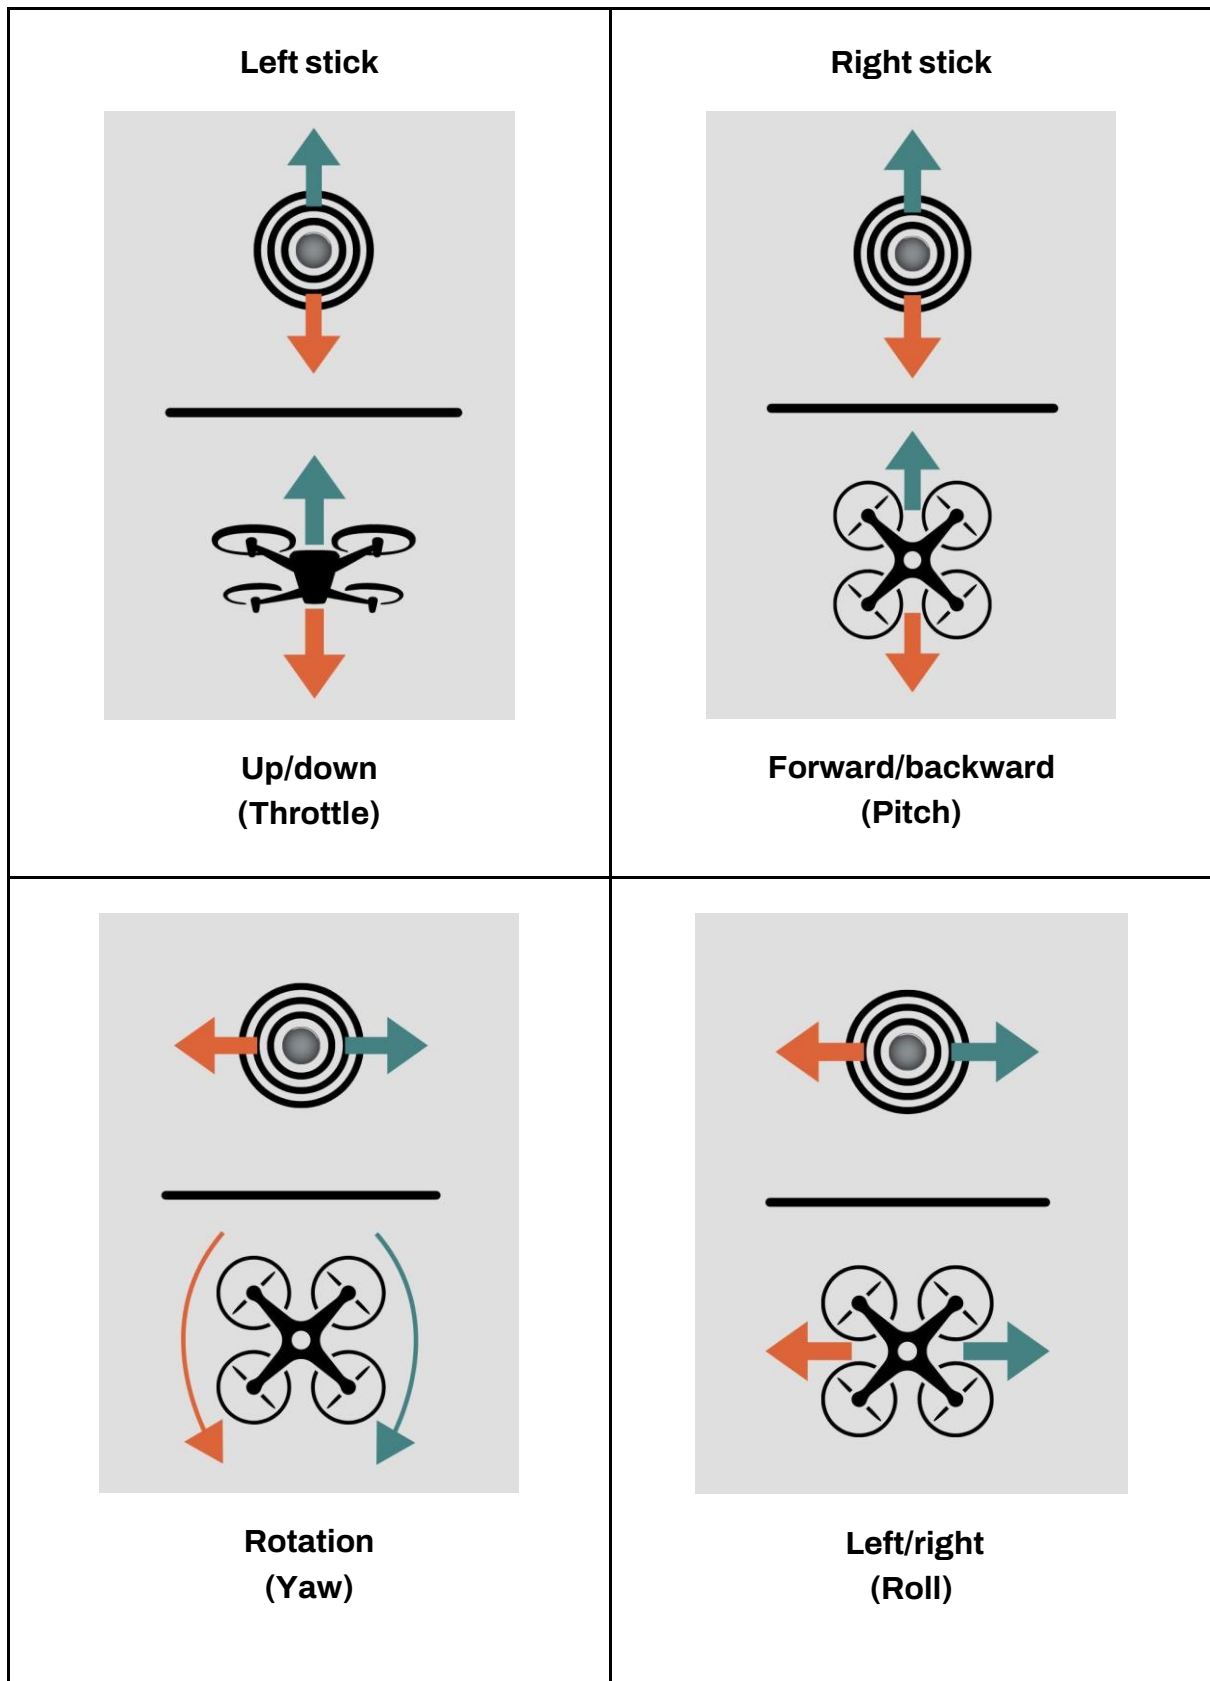 Left stick
Right stick
Up/down
(Throttle)
Forward/backward
(Pitch)
Rotation
(Yaw)
Left/right
(Roll)